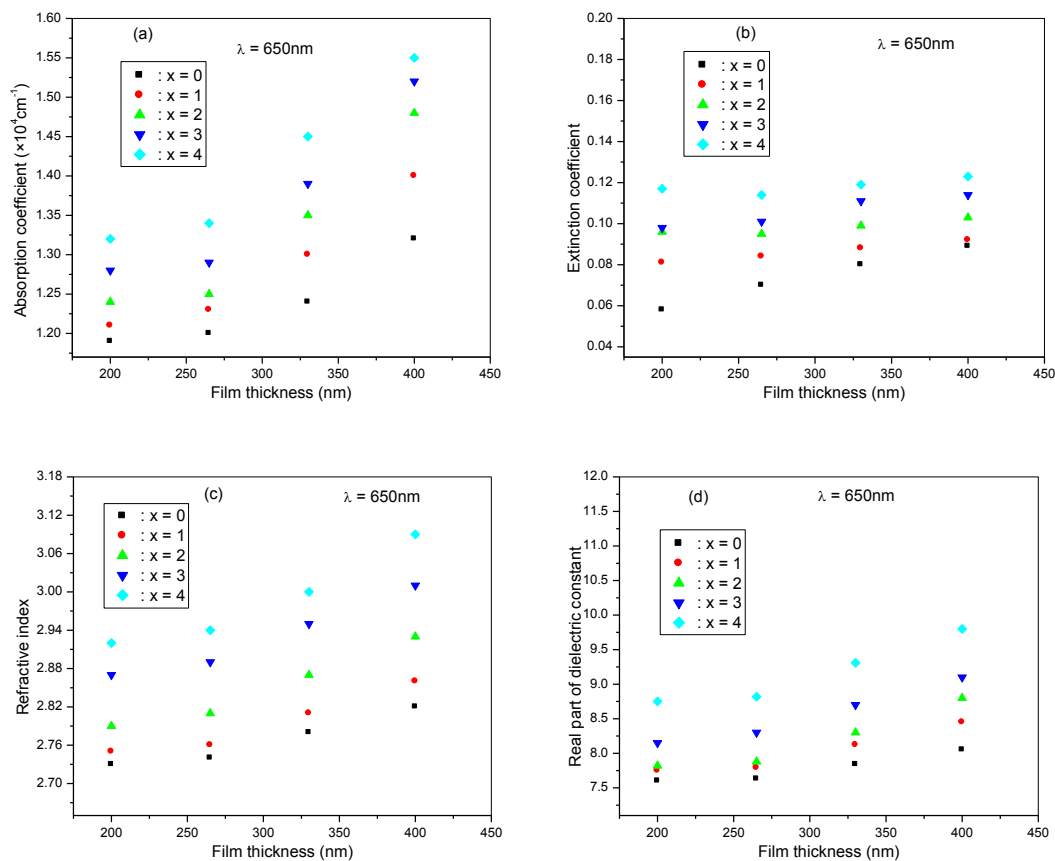 (a)
λ = 650nm
: x = 0
: x = 1
: x = 2
: x = 3
: x = 4
Absorption coefficient (×10⁴cm⁻¹)
1.60
1.55
1.50
1.45
1.40
1.35
1.30
1.25
1.20
200 250 300 350 400 450
Film thickness (nm)
(b)
λ = 650nm
: x = 0
: x = 1
: x = 2
: x = 3
: x = 4
Extinction coefficient
0.20
0.18
0.16
0.14
0.12
0.10
0.08
0.06
0.04
200 250 300 350 400 450
Film thickness (nm)
(c)
λ = 650nm
: x = 0
: x = 1
: x = 2
: x = 3
: x = 4
Refractive index
3.18
3.12
3.06
3.00
2.94
2.88
2.82
2.76
2.70
200 250 300 350 400 450
Film thickness (nm)
(d)
λ = 650nm
: x = 0
: x = 1
: x = 2
: x = 3
: x = 4
Real part of dielectric constant
12.0
11.5
11.0
10.5
10.0
9.5
9.0
8.5
8.0
7.5
200 250 300 350 400 450
Film thickness (nm)